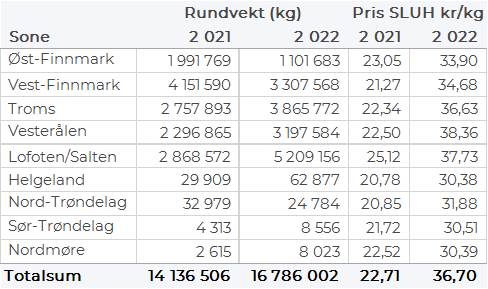 Rundvekt (kg) Pris SLUH kr/kg
Sone 2 021 2 022 2 021 2 022
Øst-Finnmark 1 991 769 1 101 683 23,05 33,90
Vest-Finnmark 4 151 590 3 307 568 21,27 34,68
Troms 2 757 893 3 865 772 22,34 36,63
Vesterålen 2 296 865 3 197 584 22,50 38,36
Lofoten/Salten 2 868 572 5 209 156 25,12 37,73
Helgeland 29 909 62 877 20,78 30,38
Nord-Trøndelag 32 979 24 784 20,85 31,88
Sør-Trøndelag 4 313 8 556 21,72 30,51
Nordmøre 2 615 8 023 22,52 30,39
Totalsum 14 136 506 16 786 002 22,71 36,70